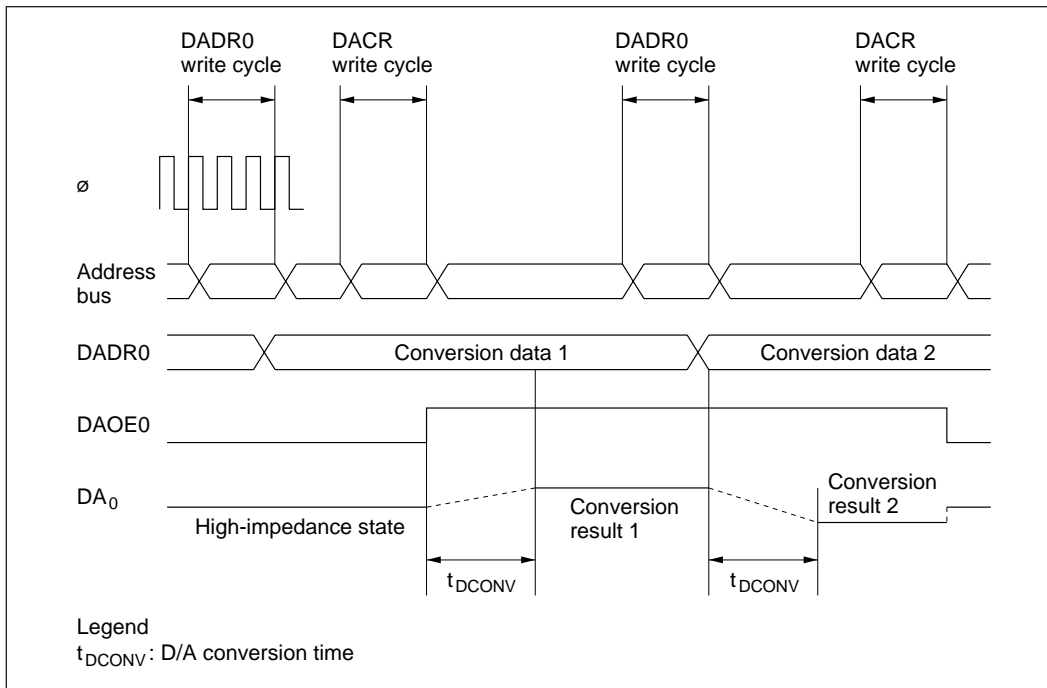 DADR0
write cycle
DACR
write cycle
DADR0
write cycle
DACR
write cycle
ø
Address
bus
DADR0
Conversion data 1
Conversion data 2
DAOE0
DA0
High-impedance state
Conversion
result 1
Conversion
result 2
tDCONV
tDCONV
Legend
tDCONV : D/A conversion time